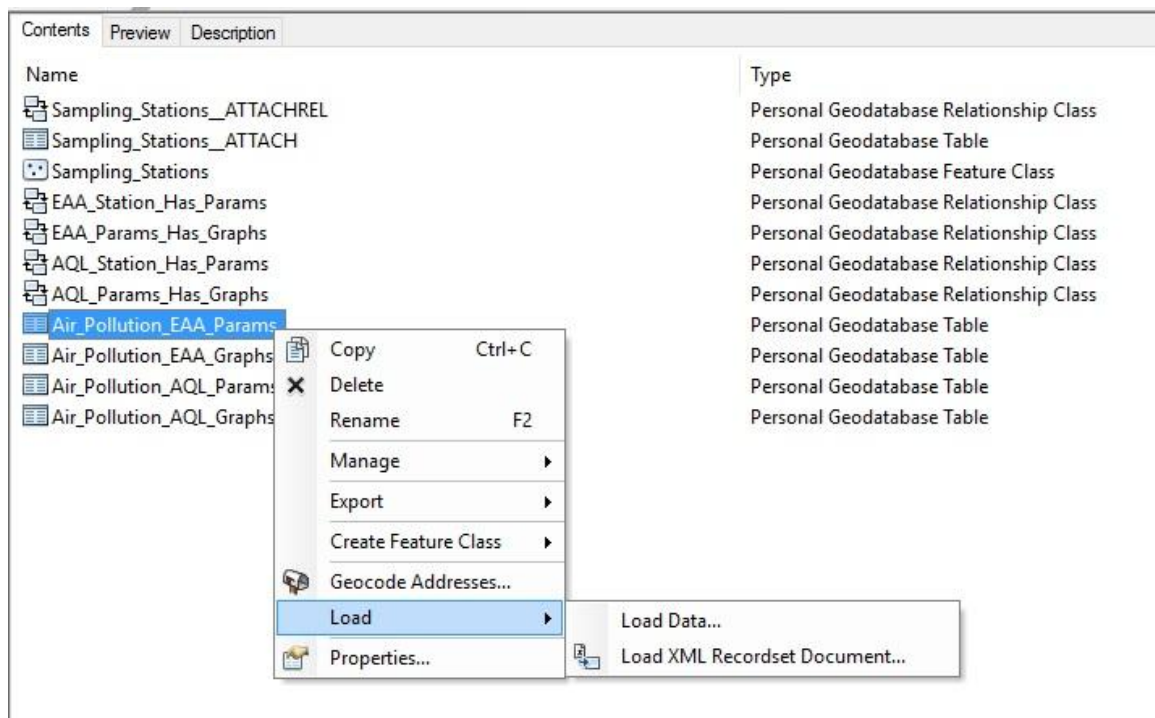 Contents Preview Description
Name Type
Sampling_Stations__ATTACHREL Personal Geodatabase Relationship Class
Sampling_Stations__ATTACH Personal Geodatabase Table
Sampling_Stations Personal Geodatabase Feature Class
EAA_Station_Has_Params Personal Geodatabase Relationship Class
EAA_Params_Has_Graphs Personal Geodatabase Relationship Class
AQL_Station_Has_Params Personal Geodatabase Relationship Class
AQL_Params_Has_Graphs Personal Geodatabase Relationship Class
Air_Pollution_EAA_Params Personal Geodatabase Table
Air_Pollution_EAA_Graphs Personal Geodatabase Table
Air_Pollution_AQL_Params Personal Geodatabase Table
Air_Pollution_AQL_Graphs Personal Geodatabase Table
Copy Ctrl+C
Delete
Rename F2
Manage
Export
Create Feature Class
Geocode Addresses...
Load
Properties...
Load Data...
Load XML Recordset Document...